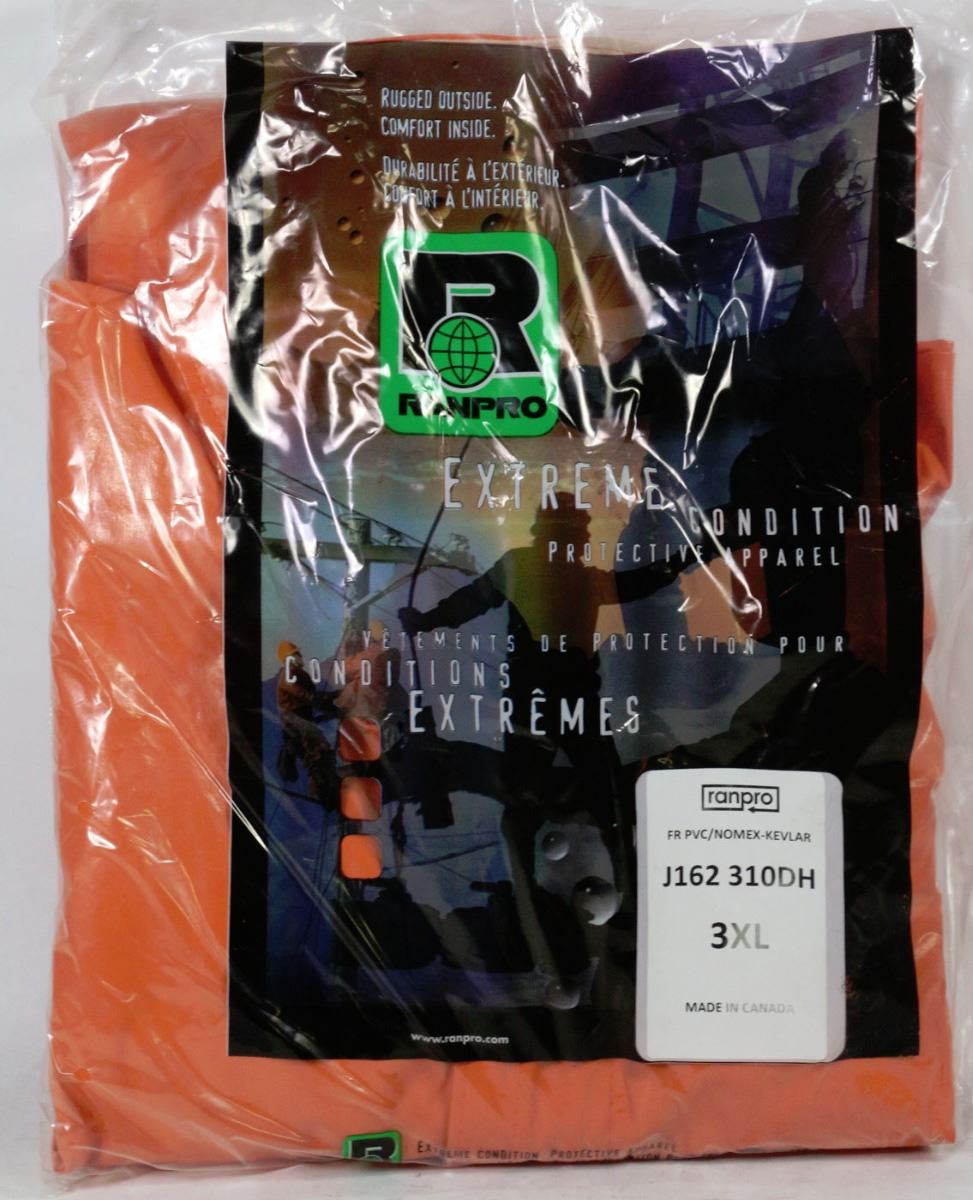 RUGGED OUTSIDE.
COMFORT INSIDE.
DURABILITÉ À L'EXTÉRIEUR.
CONFORT À L'INTÉRIEUR.
R
RANPRO
EXTREME
CONDITION
PROTECTIVE APPAREL
VÊTEMENTS DE PROTECTION POUR
CONDITIONS
EXTRÊMES
ranpro
FR PVC/NOMEX-KEVLAR
J162 310DH
3XL
MADE IN CANADA
www.ranpro.com
EXTREME CONDITION PROTECTIVE